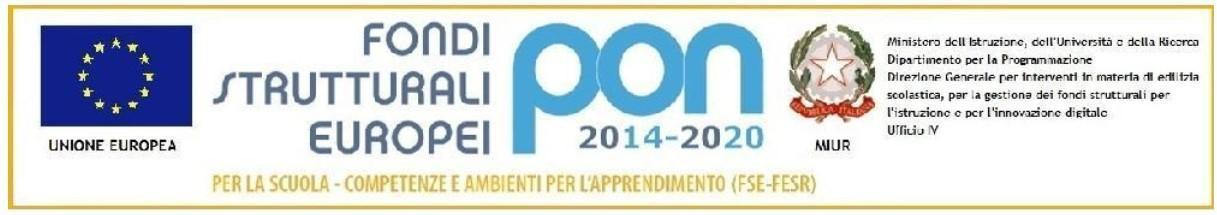 UNIONE EUROPEA
FONDI
STRUTTURALI
EUROPEI
pon
2014-2020
MIUR
Ministero dell'Istruzione, dell'Università e della Ricerca
Dipartimento per la Programmazione
Direzione Generale per interventi in materia di edilizia
scolastica, per la gestione dei fondi strutturali per
l'istruzione e per l'innovazione digitale
Ufficio IV
PER LA SCUOLA - COMPETENZE E AMBIENTI PER L'APPRENDIMENTO (FSE-FESR)